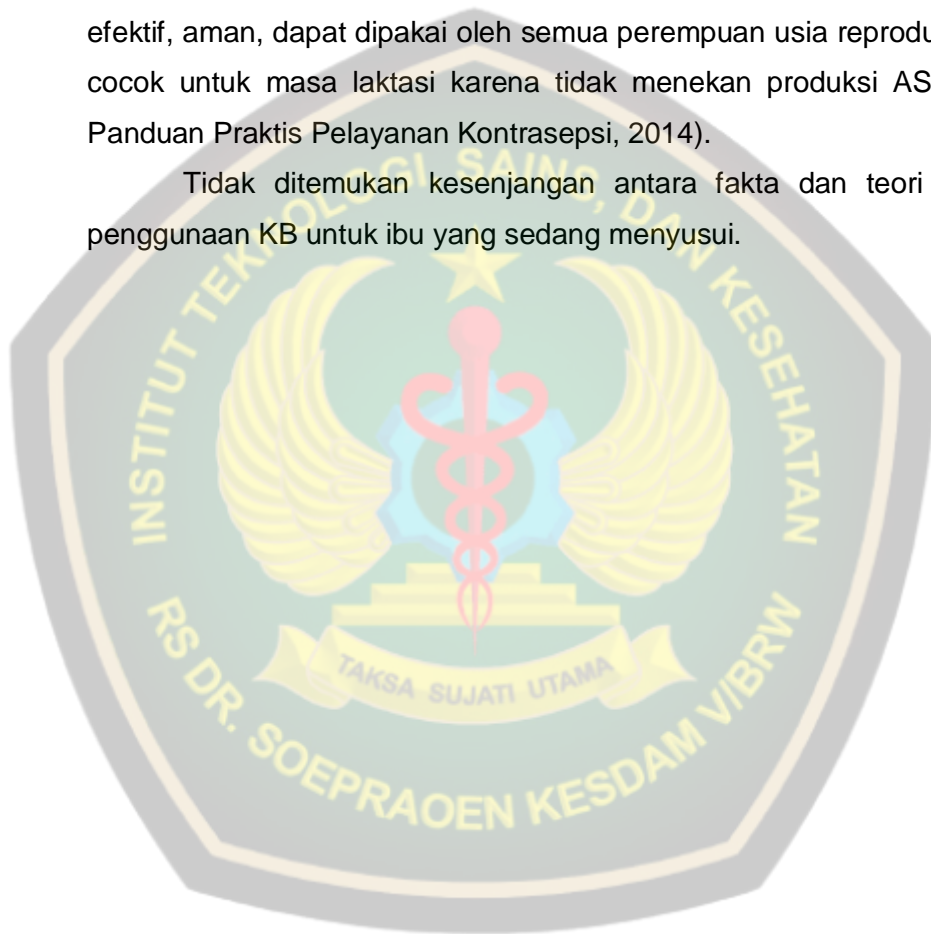 efektif, aman, dapat dipakai oleh semua perempuan usia reprodu
cocok untuk masa laktasi karena tidak menekan produksi AS
Panduan Praktis Pelayanan Kontrasepsi, 2014).
Tidak ditemukan kesenjangan antara fakta dan teori
penggunaan KB untuk ibu yang sedang menyusui.
INSTITUT TEKNOLOGI, SAINS, DAN KESEHATAN
TAKSA SUJATI UTAMA
RS DR. SOEPRAOEN KESDAM V/BRW